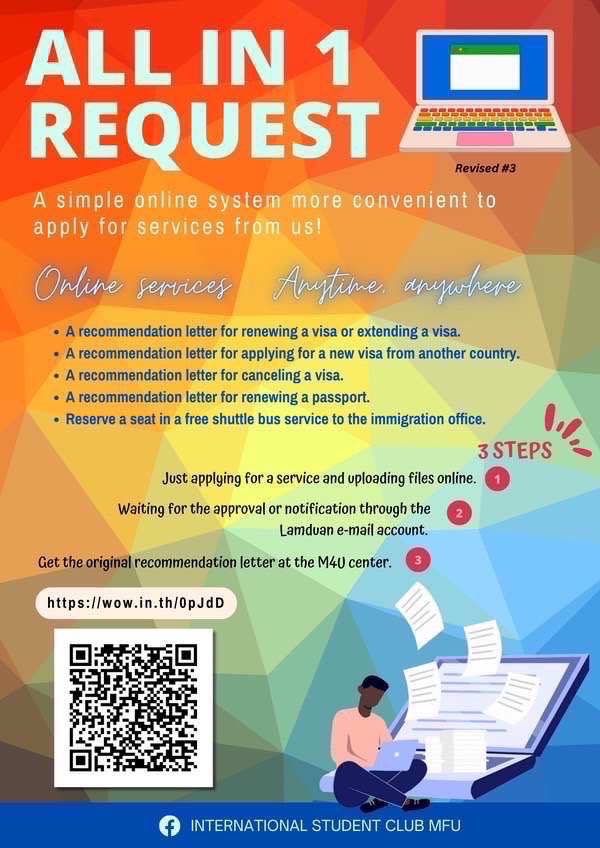 ALL IN 1
REQUEST
Revised #3
A simple online system more convenient to
apply for services from us!
Online services Anytime, anywhere
• A recommendation letter for renewing a visa or extending a visa.
• A recommendation letter for applying for a new visa from another country.
• A recommendation letter for canceling a visa.
• A recommendation letter for renewing a passport.
• Reserve a seat in a free shuttle bus service to the immigration office.
3 STEPS
Just applying for a service and uploading files online. 1
Waiting for the approval or notification through the 2
Lamduan e-mail account.
Get the original recommendation letter at the M4U center. 3
https://wow.in.th/0pJdD
INTERNATIONAL STUDENT CLUB MFU